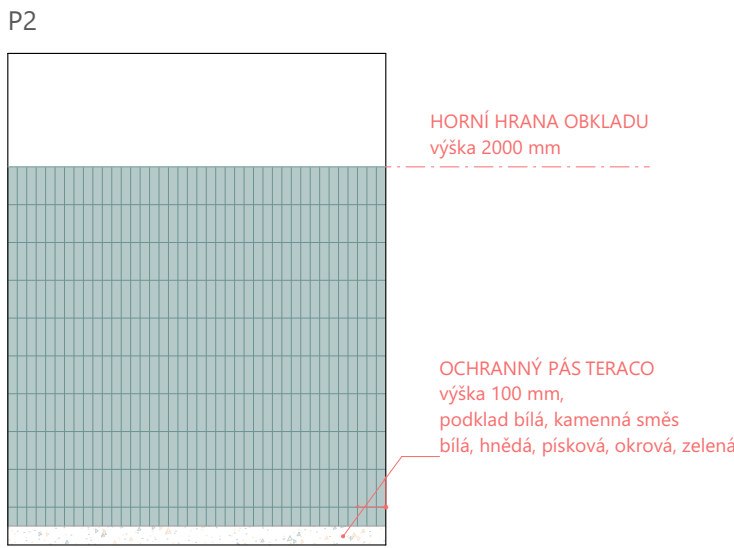 P2
HORNÍ HRANA OBKLADU
výška 2000 mm
OCHRANNÝ PÁS TERACO
výška 100 mm,
podklad bílá, kamenná směs
bílá, hnědá, písková, okrová, zelená